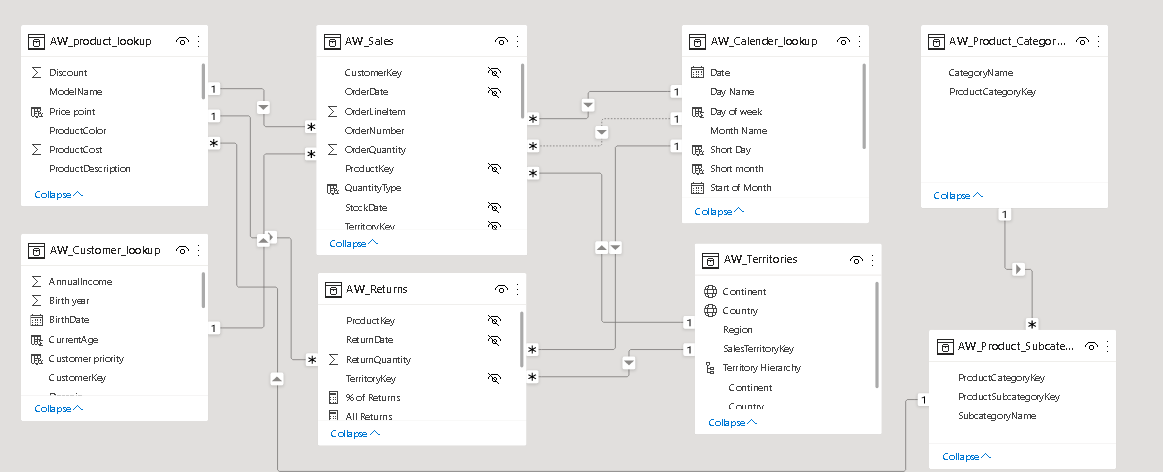 AW_product_lookup
Discount
ModelName
Price point
ProductColor
ProductCost
ProductDescription
Collapse
AW_Sales
CustomerKey
OrderDate
OrderLineItem
OrderNumber
OrderQuantity
ProductKey
QuantityType
StockDate
TerritoryKey
Collapse
AW_Calender_lookup
Date
Day Name
Day of week
Month Name
Short Day
Short month
Start of Month
Collapse
AW_Product_Categor...
CategoryName
ProductCategoryKey
Collapse
AW_Customer_lookup
AnnualIncome
Birth year
BirthDate
CurrentAge
Customer priority
CustomerKey
Collapse
AW_Returns
ProductKey
ReturnDate
ReturnQuantity
TerritoryKey
% of Returns
All Returns
Collapse
AW_Territories
Continent
Country
Region
SalesTerritoryKey
Territory Hierarchy
Continent
Country
Collapse
AW_Product_Subcate...
ProductCategoryKey
ProductSubcategoryKey
SubcategoryName
Collapse
1
1
*
*
*
1
*
*
*
*
1
1
1
*
*
1
1
1
*
1